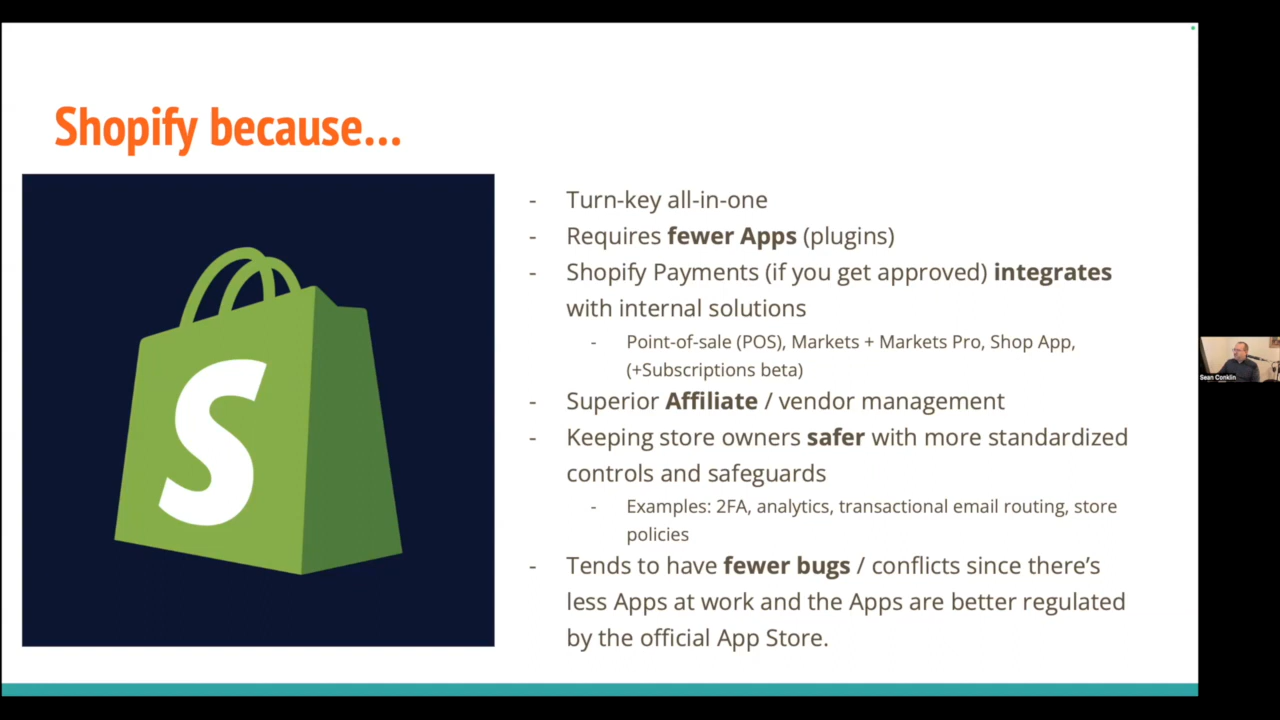 Shopify because...
S
- Turn-key all-in-one
- Requires fewer Apps (plugins)
- Shopify Payments (if you get approved) integrates
with internal solutions
- Point-of-sale (POS), Markets + Markets Pro, Shop App,
(+Subscriptions beta)
- Superior Affiliate / vendor management
- Keeping store owners safer with more standardized
controls and safeguards
- Examples: 2FA, analytics, transactional email routing, store
policies
- Tends to have fewer bugs / conflicts since there's
less Apps at work and the Apps are better regulated
by the official App Store.
Sean Conklin